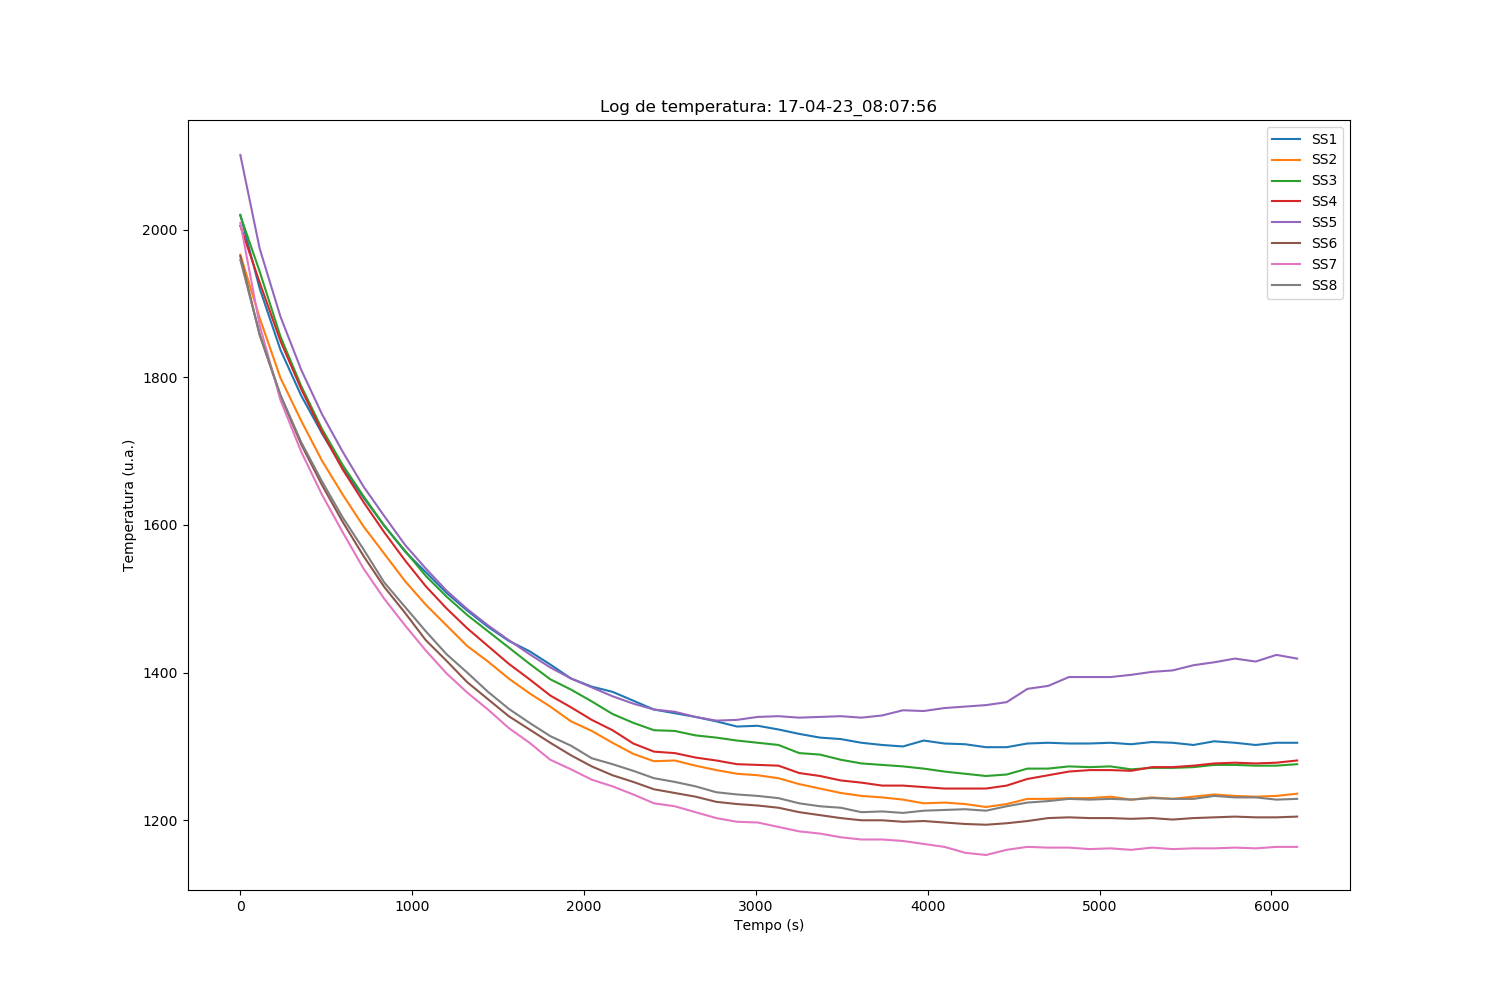 Log de temperatura: 17-04-23_08:07:56
SS1
SS2
SS3
SS4
SS5
SS6
SS7
SS8
Temperatura (u.a.)
2000
1800
1600
1400
1200
0 1000 2000 3000 4000 5000 6000
Tempo (s)